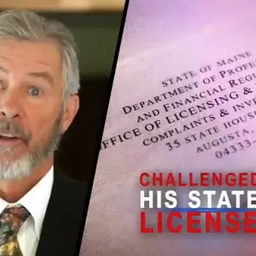 STATE OF MAINE
DEPARTMENT OF PROFE
AND FINANCIAL REGU
OFFICE OF LICENSING &
COMPLAINTS & INVE
35 STATE HOUS
AUGUSTA,
04333-
CHALLENGED
HIS STATE
LICENSE